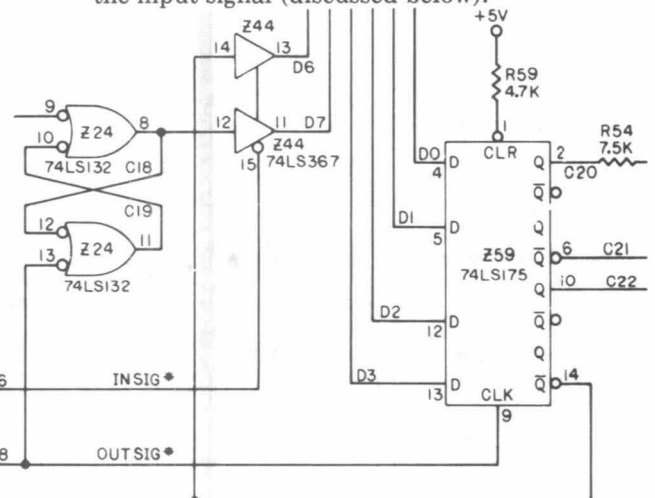 the input signal (discussed below).
+5V
Z44
14
13
D6
R59
4.7K
9
8
10
Z24
74LS132
C18
12
11
D7
Z44
74LS367
15
1
CLR
D0
D
4
Q
2
C20
R54
7.5K
Q
C19
12
13
Z24
11
74LS132
D1
D
5
Q
Z59
74LS175
Q
6
C21
Q
10
C22
D2
D
12
Q
Q
6
INSIG*
D3
D
13
Q
14
CLK
9
8
OUTSIG*